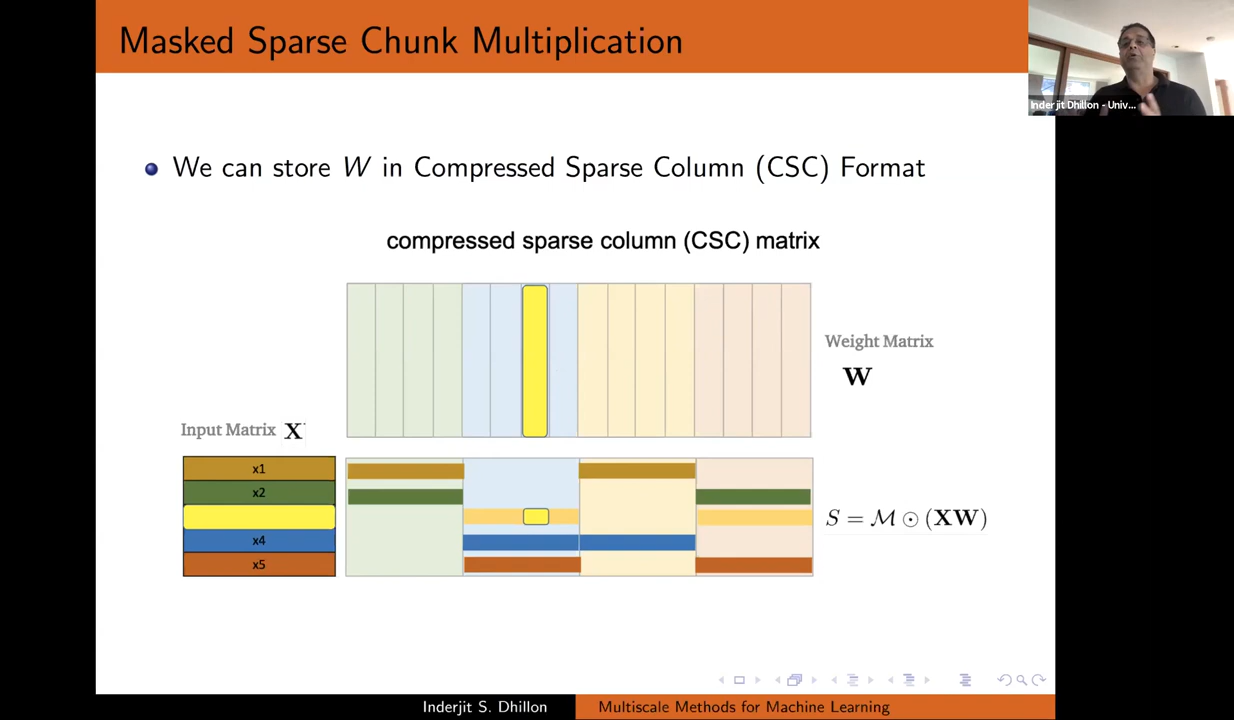 Masked Sparse Chunk Multiplication
Inderjit Dhillon - Univ...
We can store W in Compressed Sparse Column (CSC) Format
compressed sparse column (CSC) matrix
Weight Matrix
W
Input Matrix X
x1
x2
x4
x5
S = M ⊙ (XW)
Inderjit S. Dhillon
Multiscale Methods for Machine Learning